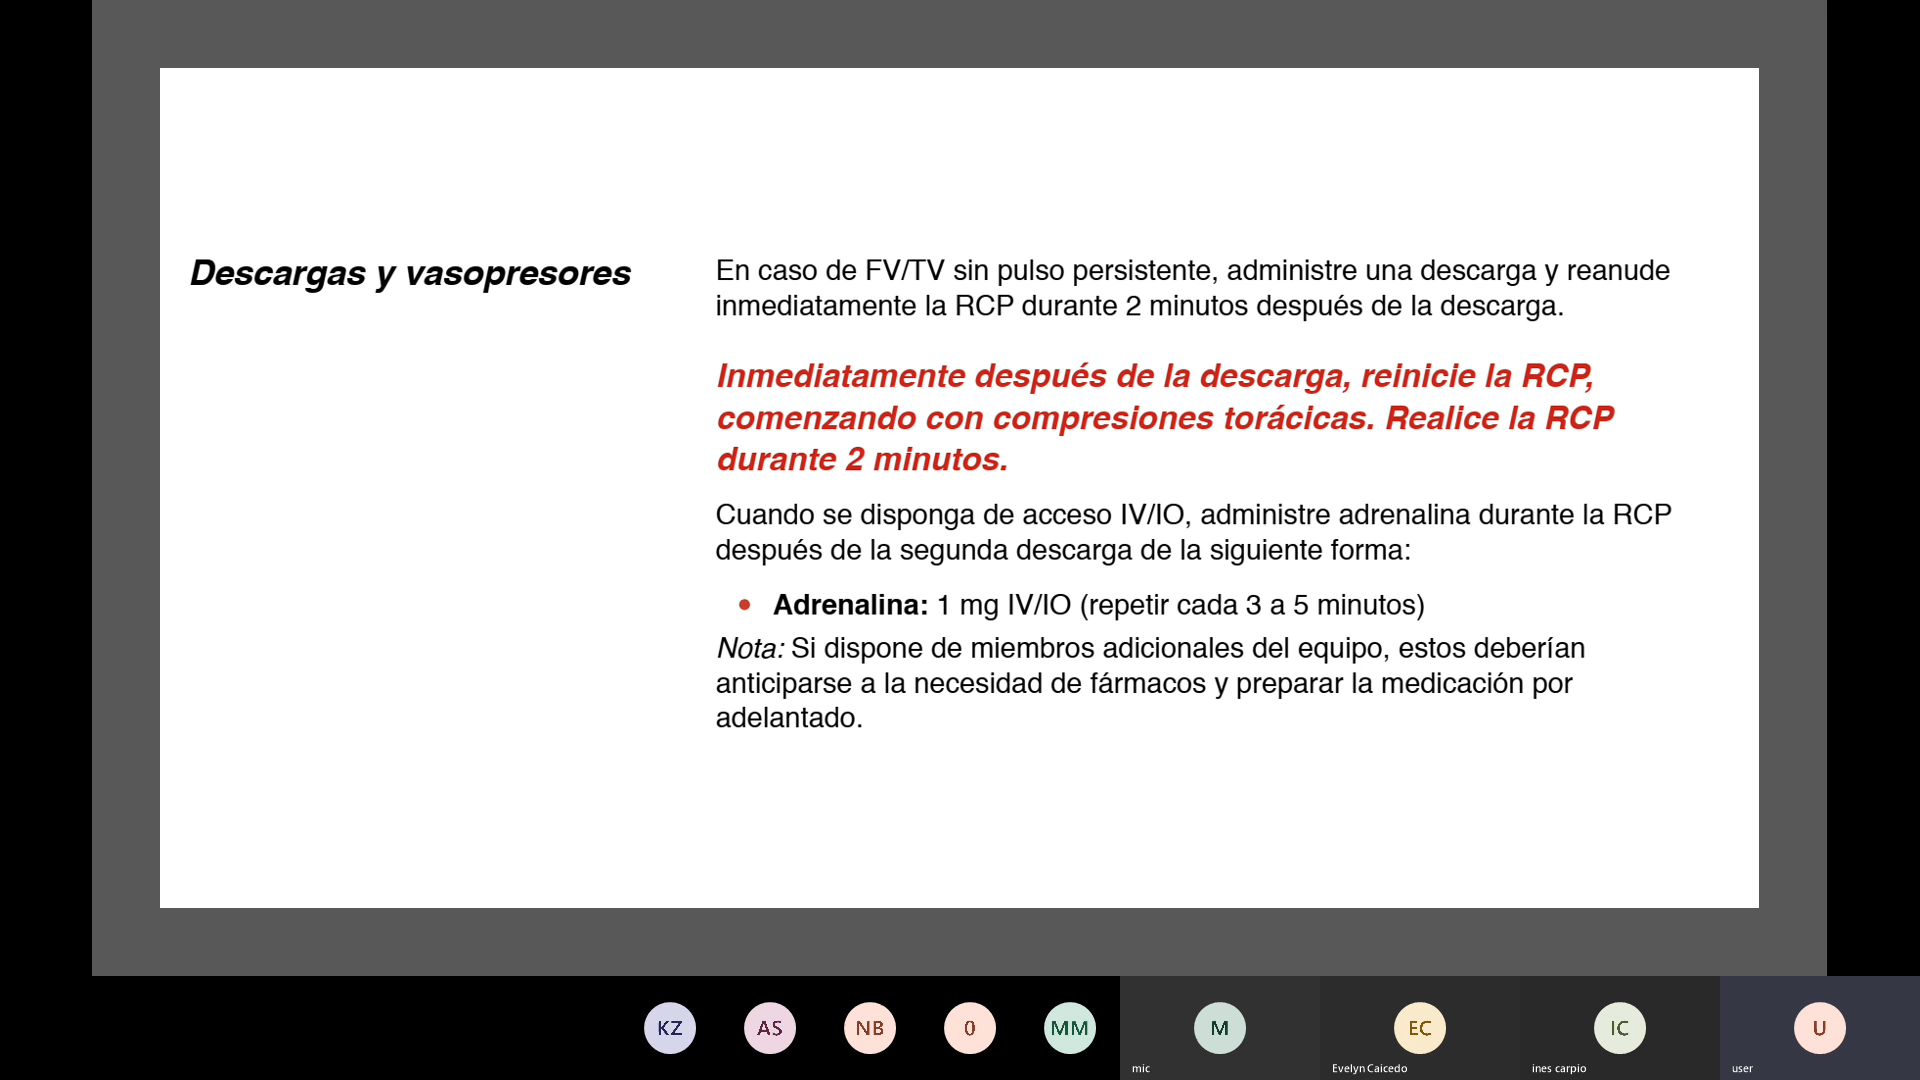 Descargas y vasopresores
En caso de FV/TV sin pulso persistente, administre una descarga y reanude
inmediatamente la RCP durante 2 minutos después de la descarga.
Inmediatamente después de la descarga, reinicie la RCP,
comenzando con compresiones torácicas. Realice la RCP
durante 2 minutos.
Cuando se disponga de acceso IV/IO, administre adrenalina durante la RCP
después de la segunda descarga de la siguiente forma:
• Adrenalina: 1 mg IV/IO (repetir cada 3 a 5 minutos)
Nota: Si dispone de miembros adicionales del equipo, estos deberían
anticiparse a la necesidad de fármacos y preparar la medicación por
adelantado.
KZ AS NB 0 MM M EC IC U
mic Evelyn Caicedo ines carpio user